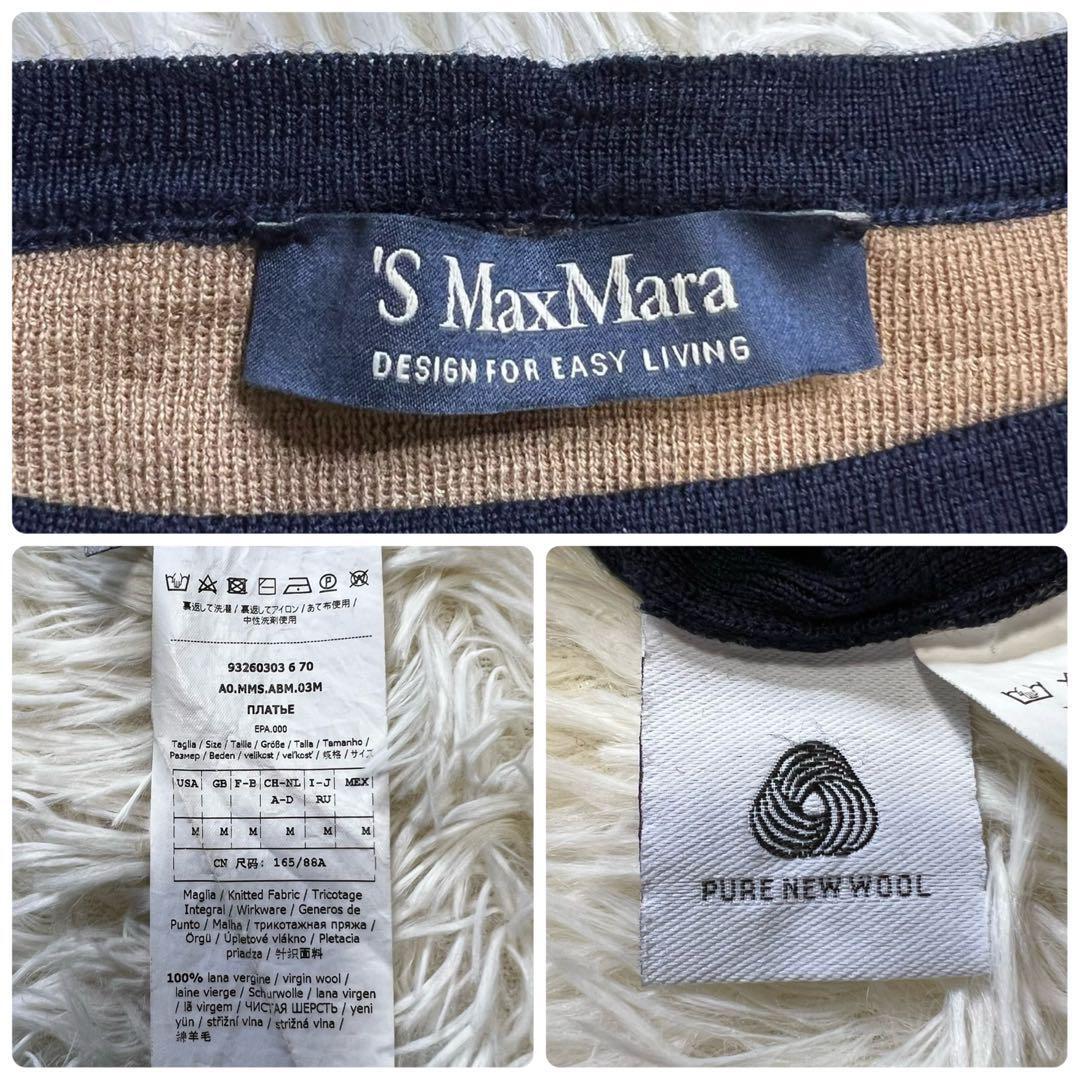 'S MaxMara
DESIGN FOR EASY LIVING
裏返して洗濯 / 裏返してアイロン / あて布使用 /
中性洗剤使用
93260303 6 70
A0.MMS.ABM.03M
ПЛАТЬЕ
EPA.000
Taglia / Size / Taille / Größe / Talla / Tamanho /
Размер / Beden / velikost / veľkosť / 规格 / サイズ
USA GB F-B CH-NL I-J MEX
A-D RU
M M M M M M
CN 尺码: 165/88A
Maglia / Knitted Fabric / Tricotage
Integral / Wirkware / Generos de
Punto / Malha / трикотажная пряжа /
Örgü / Úpletové vlákno / Pletacia
priadza / 针织面料
100% lana vergine / virgin wool /
laine vierge / Schurwolle / lana virgen
/ lã virgem / ЧИСТАЯ ШЕРСТЬ / yeni
yün / střižní vlna / strižná vlna /
绵羊毛
PURE NEW WOOL